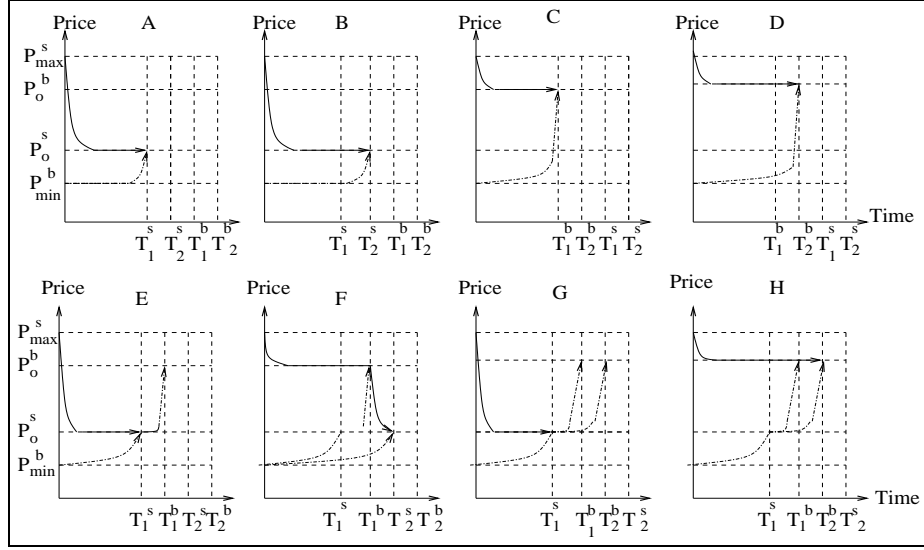 Price A Price B Price C Price D
P^s_max
P^b_o
P^s_o
P^b_min
Time
T^s_1 T^s_2 T^b_1 T^b_2 T^s_1 T^s_2 T^b_1 T^b_2 T^b_1 T^b_2 T^s_1 T^s_2 T^b_1 T^b_2 T^s_1 T^s_2
Price E Price F Price G Price H
P^s_max
P^b_o
P^s_o
P^b_min
Time
T^s_1 T^b_1 T^s_2 T^b_2 T^s_1 T^b_1 T^s_2 T^b_2 T^s_1 T^b_1 T^b_2 T^s_2 T^s_1 T^b_1 T^b_2 T^s_2